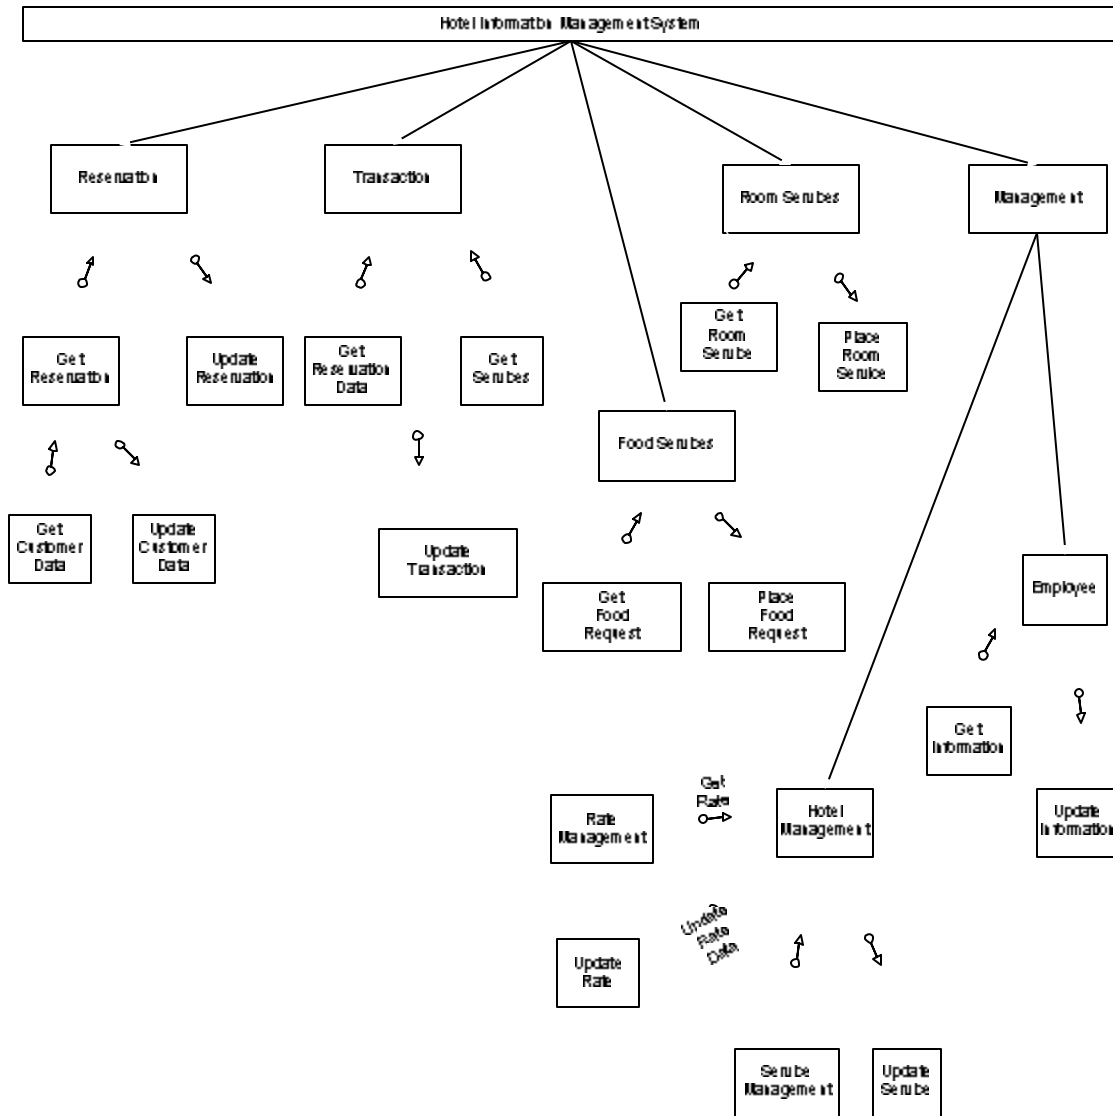 Hotel Information Management System
Reservation
Transaction
Room Services
Management
Get
Reservation
Update
Reservation
Get
Reservation
Data
Get
Services
Get
Room
Service
Place
Room
Service
Food Services
Get
Customer
Data
Update
Customer
Data
Update
Transaction
Get
Food
Request
Place
Food
Request
Employee
Get
Information
Update
Information
Rate
Management
Get
Rate
Hotel
Management
Update
Rate
Update
Rate
Data
Service
Management
Update
Service